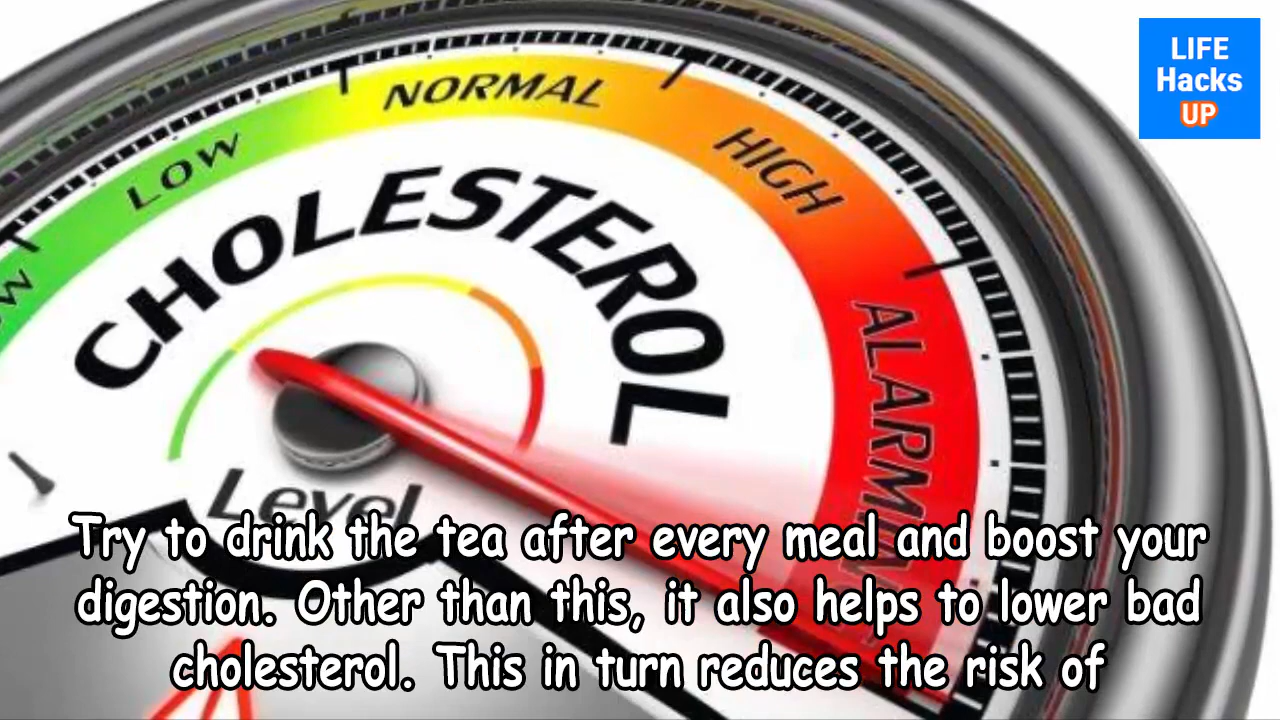 LIFE
Hacks
UP
NORMAL
LOW
HIGH
CHOLESTEROL
Level
Try to drink the tea after every meal and boost your
digestion. Other than this, it also helps to lower bad
cholesterol. This in turn reduces the risk of